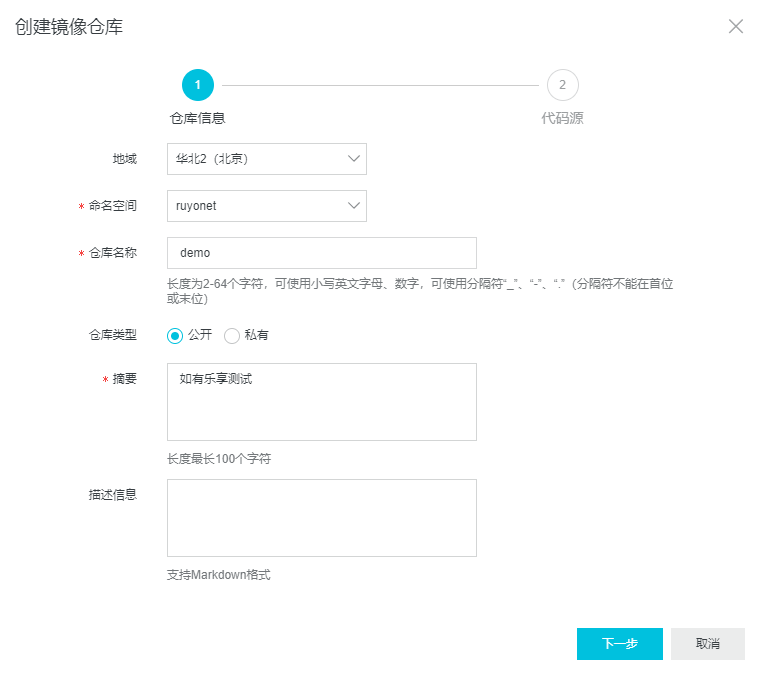 创建镜像仓库
1
2
仓库信息
代码源
地域
华北2（北京）
* 命名空间
ruyonet
* 仓库名称
demo
长度为2-64个字符，可使用小写英文字母、数字，可使用分隔符“_”、“-”、“.”（分隔符不能在首位
或末位）
仓库类型
公开
私有
* 摘要
如有乐享测试
长度最长100个字符
描述信息
支持Markdown格式
下一步
取消